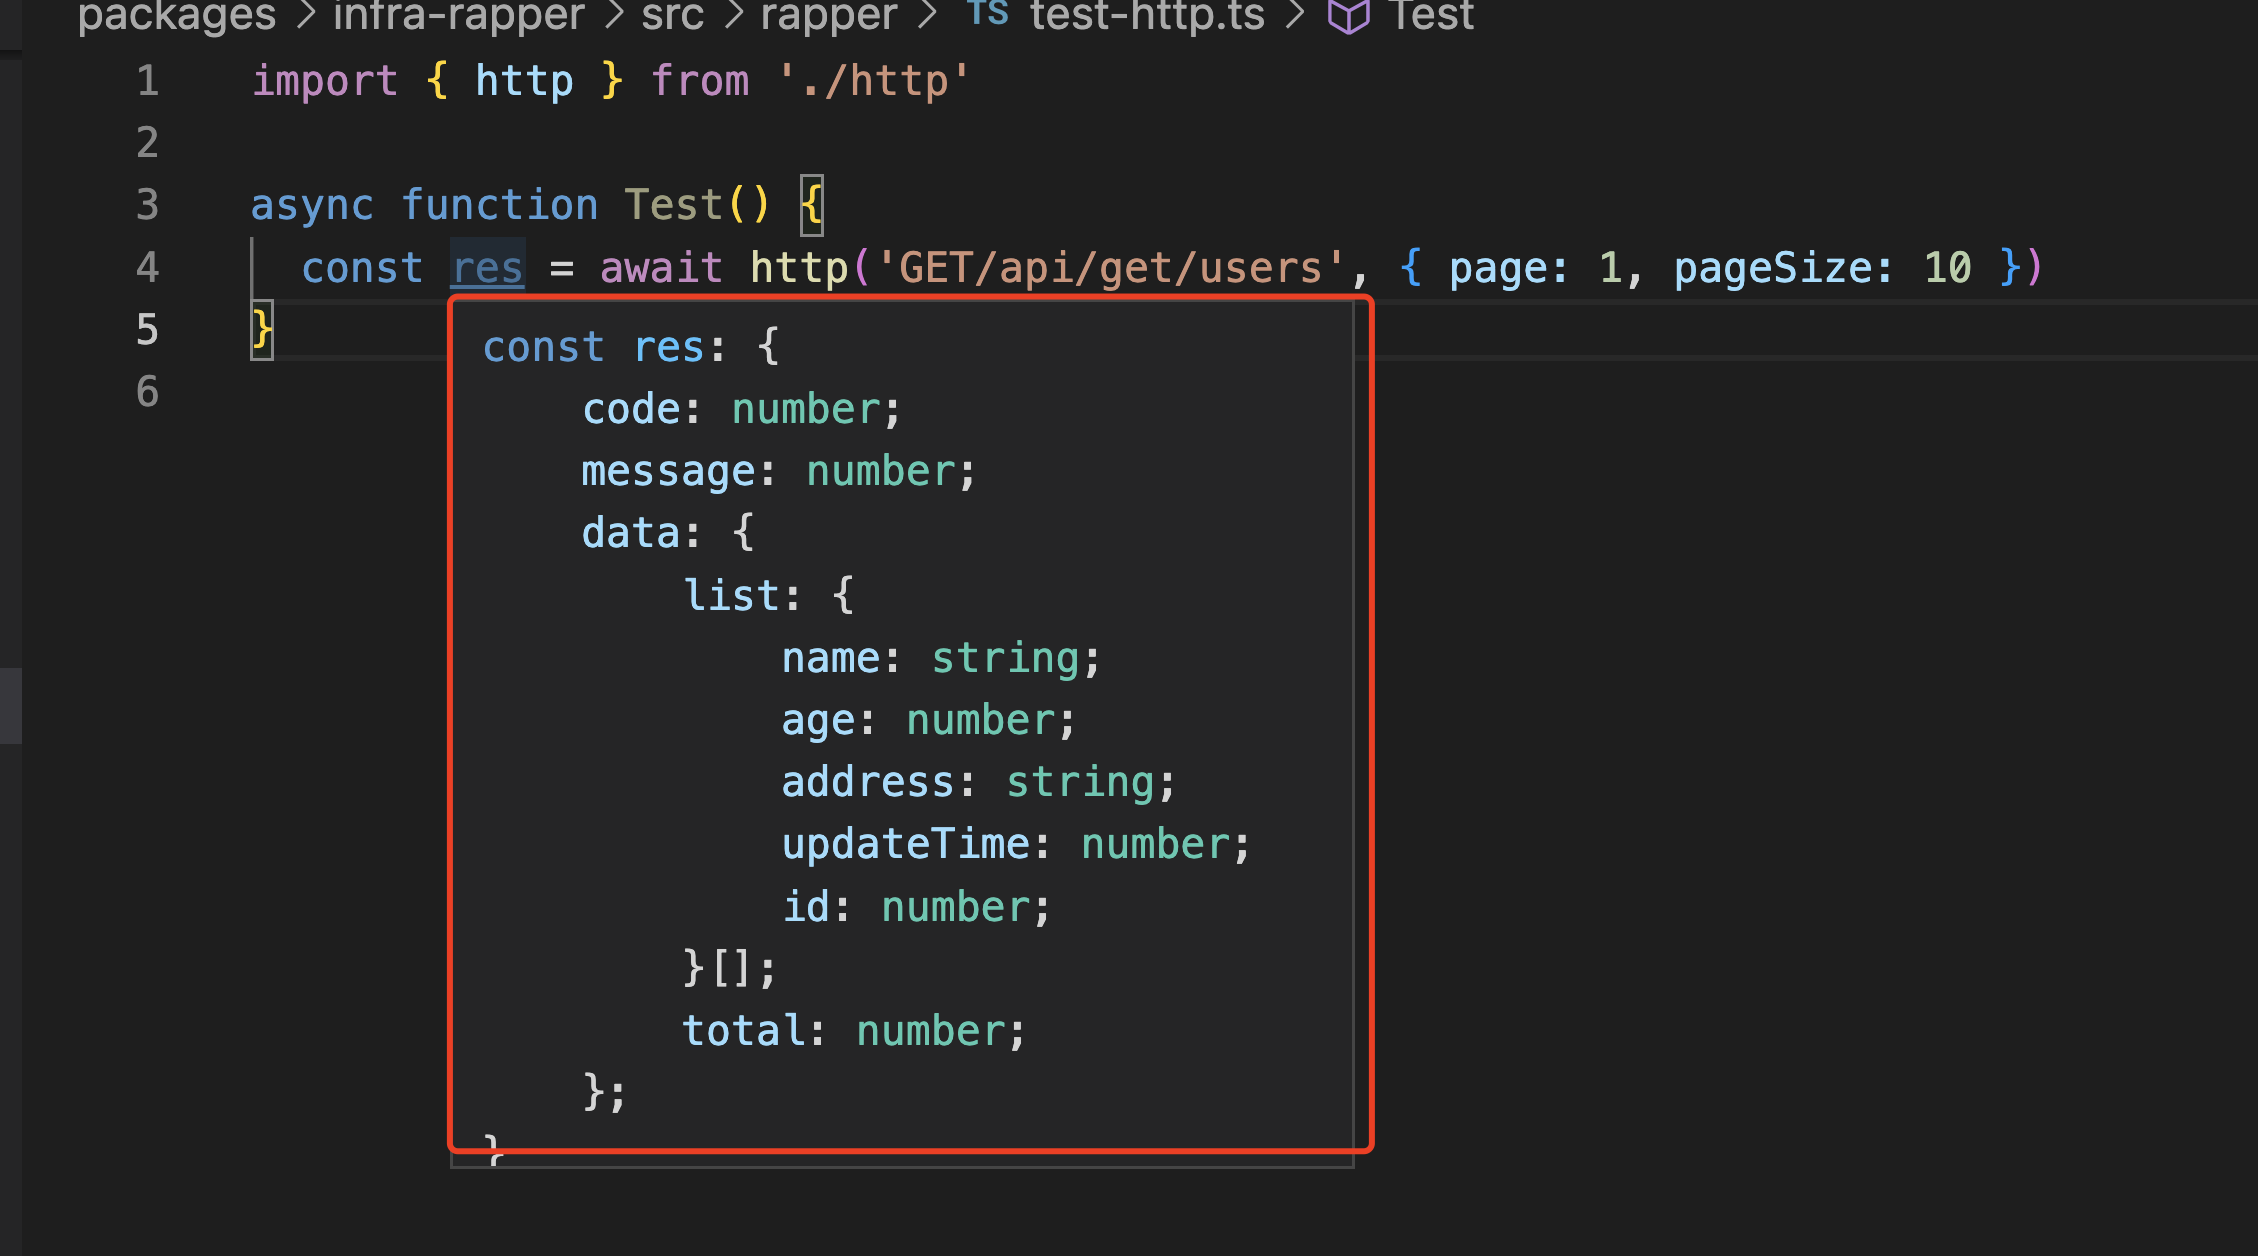 packages > infra-rapper > src > rapper > TS test-http.ts > Test
1 import { http } from './http'
2
3 async function Test() {
4 const res = await http('GET/api/get/users', { page: 1, pageSize: 10 })
5 }
const res: {
6
code: number;
message: number;
data: {
list: {
name: string;
age: number;
address: string;
updateTime: number;
id: number;
}[];
total: number;
};
}